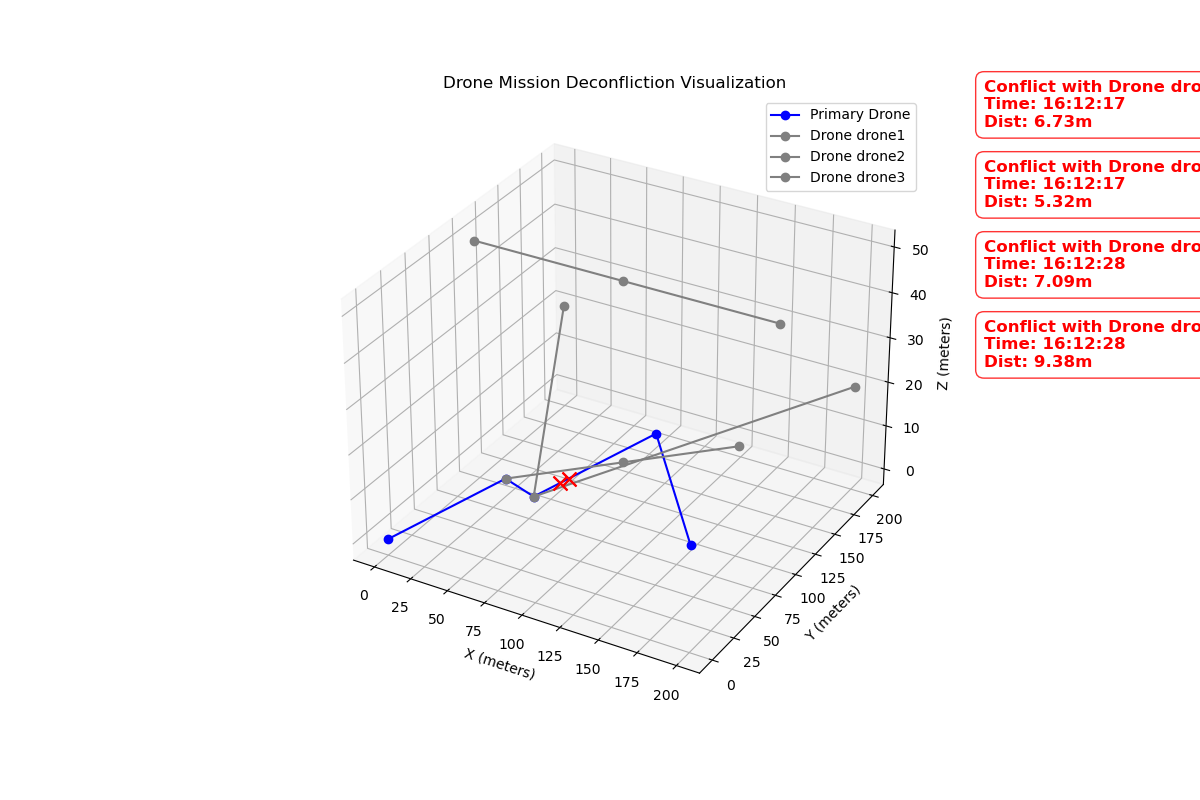 Drone Mission Deconfliction Visualization
Primary Drone
Drone drone1
Drone drone2
Drone drone3
Conflict with Drone dro
Time: 16:12:17
Dist: 6.73m
Conflict with Drone dro
Time: 16:12:17
Dist: 5.32m
Conflict with Drone dro
Time: 16:12:28
Dist: 7.09m
Conflict with Drone dro
Time: 16:12:28
Dist: 9.38m
50
40
30
20
10
0
Z (meters)
200
175
150
125
100
75
50
25
0
Y (meters)
0
25
50
75
100
125
150
175
200
X (meters)